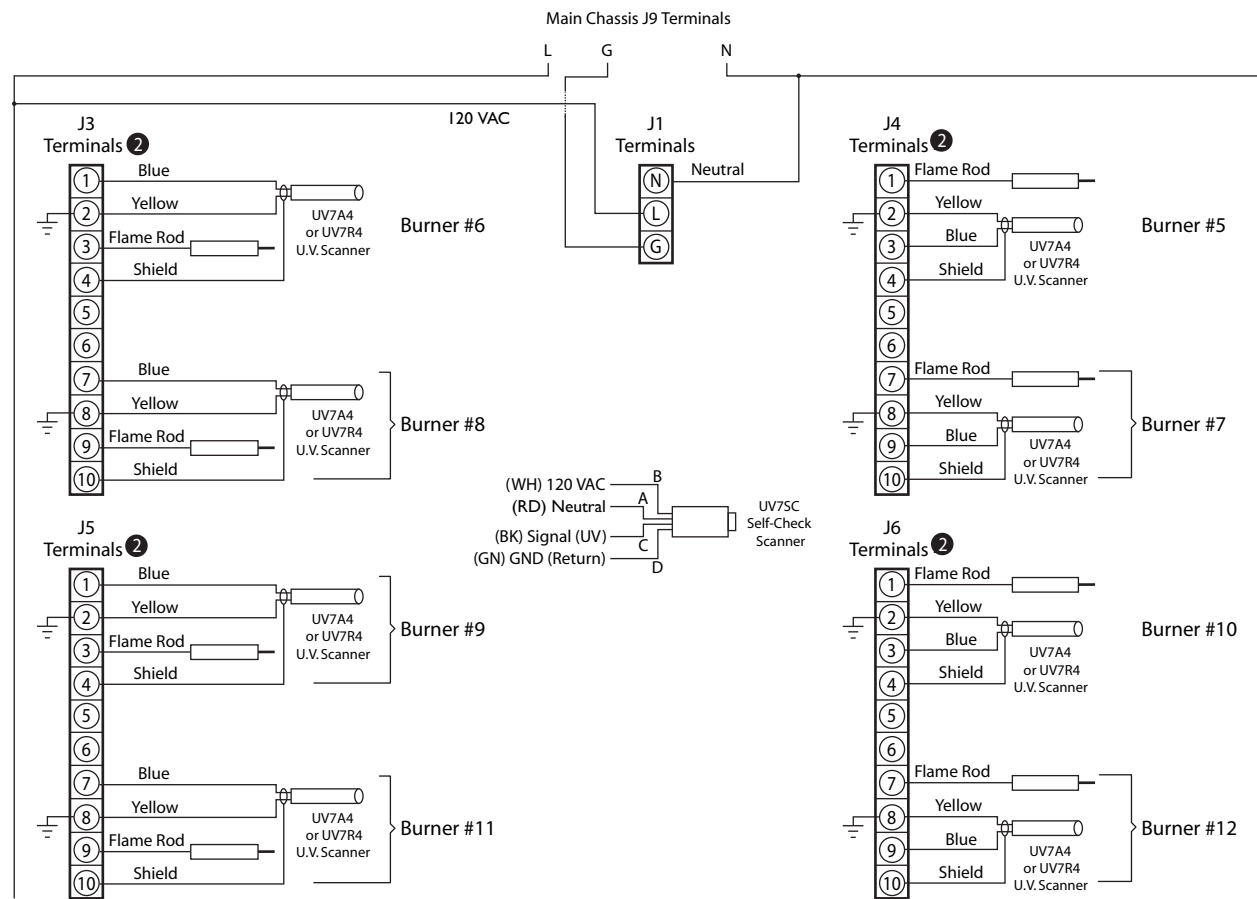 Main Chassis J9 Terminals
L G N
120 VAC
J3
Terminals 2
1 Blue
2 Yellow
3 Flame Rod
4 Shield
5
6
7 Blue
8 Yellow
9 Flame Rod
10 Shield
UV7A4
or UV7R4
U.V. Scanner
Burner #6
UV7A4
or UV7R4
U.V. Scanner
Burner #8
J1
Terminals
N Neutral
L
G
J4
Terminals 2
1 Flame Rod
2 Yellow
3 Blue
4 Shield
5
6
7 Flame Rod
8 Yellow
9 Blue
10 Shield
UV7A4
or UV7R4
U.V. Scanner
Burner #5
UV7A4
or UV7R4
U.V. Scanner
Burner #7
(WH) 120 VAC B
(RD) Neutral A
(BK) Signal (UV) C
(GN) GND (Return) D
UV7SC
Self-Check
Scanner
J5
Terminals 2
1 Blue
2 Yellow
3 Flame Rod
4 Shield
5
6
7 Blue
8 Yellow
9 Flame Rod
10 Shield
UV7A4
or UV7R4
U.V. Scanner
Burner #9
UV7A4
or UV7R4
U.V. Scanner
Burner #11
J6
Terminals 2
1 Flame Rod
2 Yellow
3 Blue
4 Shield
5
6
7 Flame Rod
8 Yellow
9 Blue
10 Shield
UV7A4
or UV7R4
U.V. Scanner
Burner #10
UV7A4
or UV7R4
U.V. Scanner
Burner #12